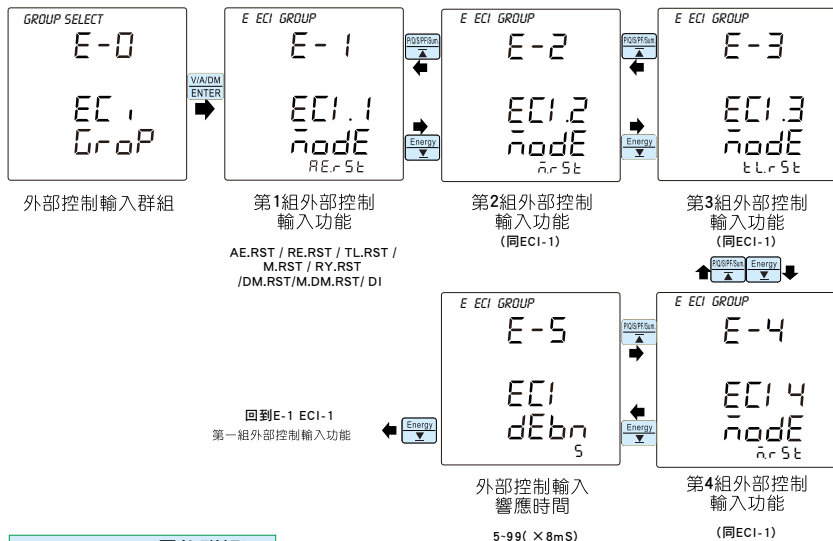 GROUP SELECT
E-0
ECi
GroP
外部控制輸入群組
V/A/DM
ENTER
E ECI GROUP
E-1
ECI.1
modE
AE.rSt
第1組外部控制
輸入功能
AE.RST / RE.RST / TL.RST /
M.RST / RY.RST
/DM.RST/M.DM.RST/ DI
P/Q/S/PF/Sum.
Energy
E ECI GROUP
E-2
ECI.2
modE
m.rSt
第2組外部控制
輸入功能
(同ECI-1)
P/Q/S/PF/Sum.
Energy
E ECI GROUP
E-3
ECI.3
modE
tL.rSt
第3組外部控制
輸入功能
(同ECI-1)
P/Q/S/PF/Sum.
Energy
E ECI GROUP
E-4
ECI 4
modE
m.rSt
第4組外部控制
輸入功能
(同ECI-1)
P/Q/S/PF/Sum.
Energy
E ECI GROUP
E-5
ECI
dEbn
5
外部控制輸入
響應時間
5~99( ×8mS)
Energy
回到E-1 ECI-1
第一組外部控制輸入功能